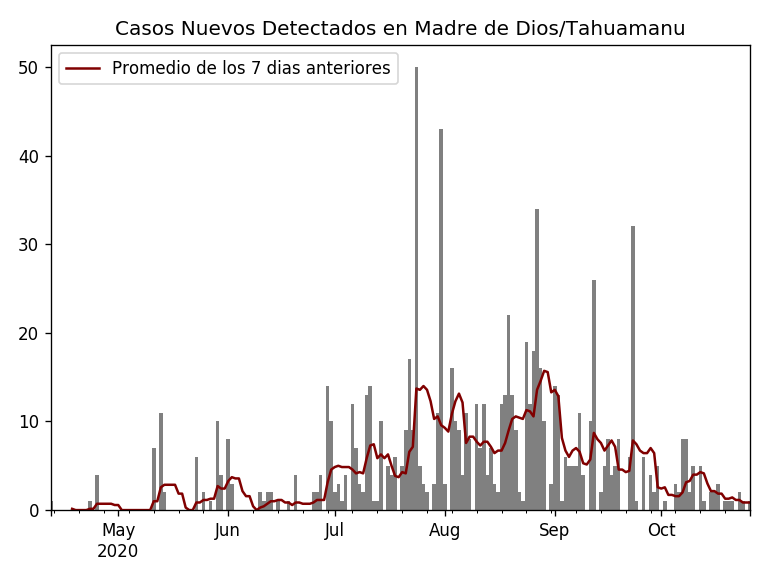 Casos Nuevos Detectados en Madre de Dios/Tahuamanu
Promedio de los 7 dias anteriores
50
40
30
20
10
0
May Jun Jul Aug Sep Oct
2020